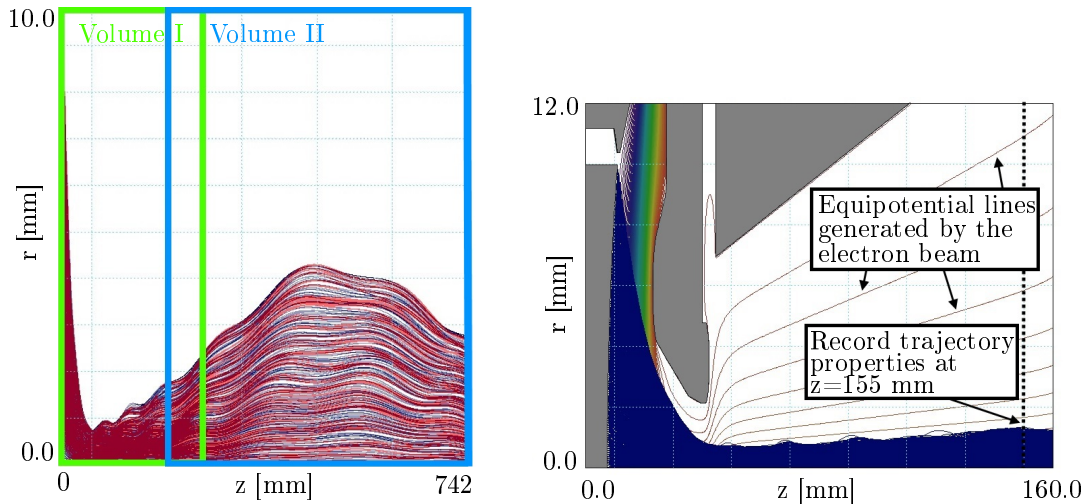 10.0
Volume I
Volume II
r [mm]
0.0
0
z [mm]
742
12.0
Equipotential lines
generated by the
electron beam
r [mm]
Record trajectory
properties at
z=155 mm
0.0
0.0
z [mm]
160.0